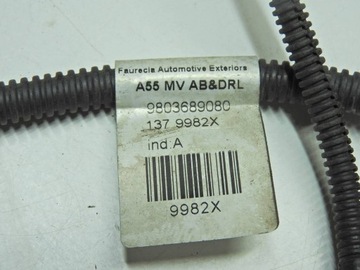 Faurecia Automotive Exteriors
A55 MV AB&DRL
9803689080
137 9982X
ind:A
9982X